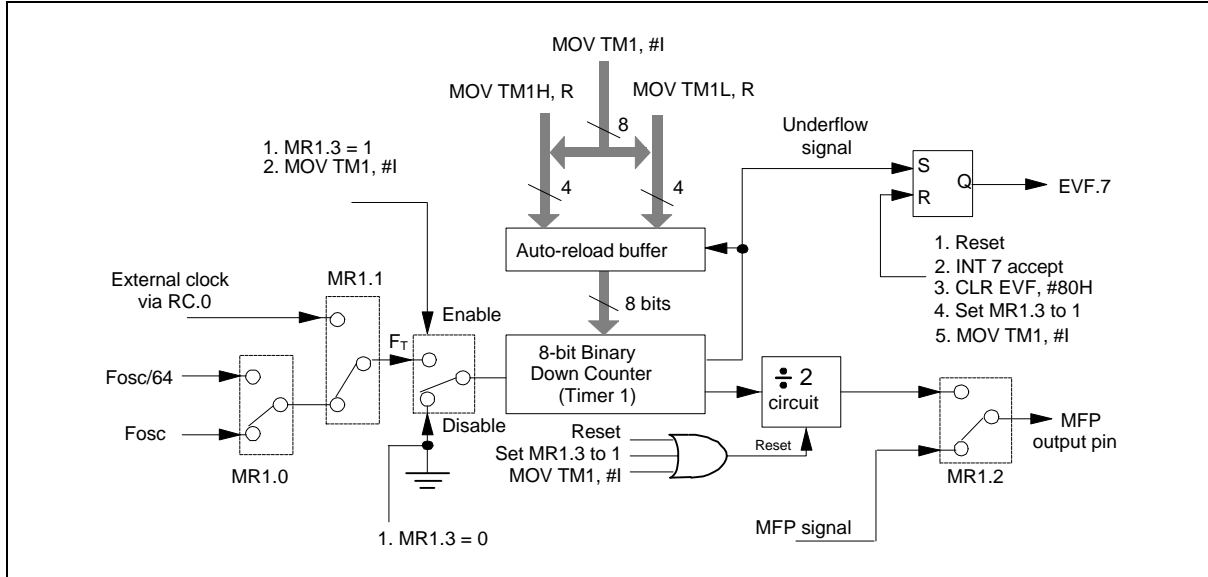 MOV TM1, #I
MOV TM1H, R
MOV TM1L, R
8
4
4
Underflow
signal
1. MR1.3 = 1
2. MOV TM1, #I
S
Q
R
EVF.7
Auto-reload buffer
1. Reset
2. INT 7 accept
3. CLR EVF, #80H
4. Set MR1.3 to 1
5. MOV TM1, #I
External clock
via RC.0
MR1.1
8 bits
Enable
FT
8-bit Binary
Down Counter
(Timer 1)
÷ 2
circuit
Fosc/64
Fosc
MR1.0
Disable
Reset
Set MR1.3 to 1
MOV TM1, #I
Reset
MFP
output pin
MR1.2
1. MR1.3 = 0
MFP signal